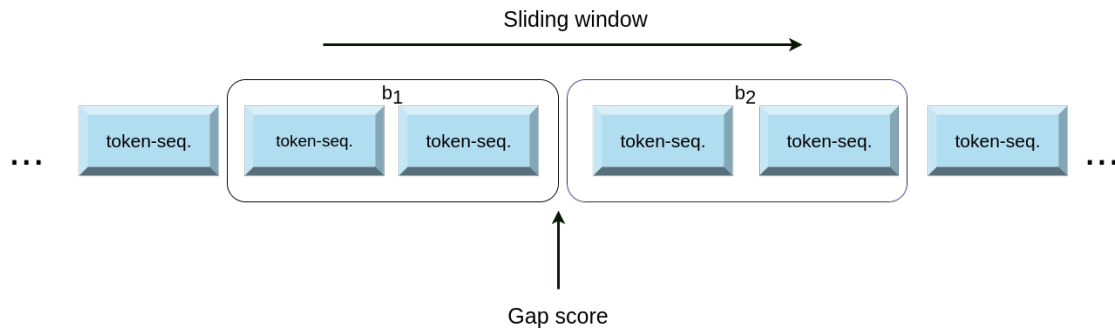 Sliding window
b1
b2
... token-seq. token-seq. token-seq. token-seq. token-seq. token-seq. ...
Gap score